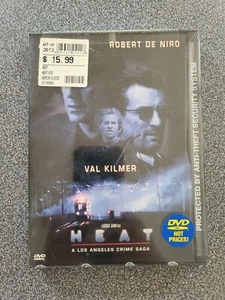 ROBERT DE NIRO
$ 15.99
VAL KILMER
HEAT
A LOS ANGELES CRIME SAGA
DVD
HOT
PRICES!
DVD
PROTECTED BY ANTI-THEFT SECURITY SYSTEM